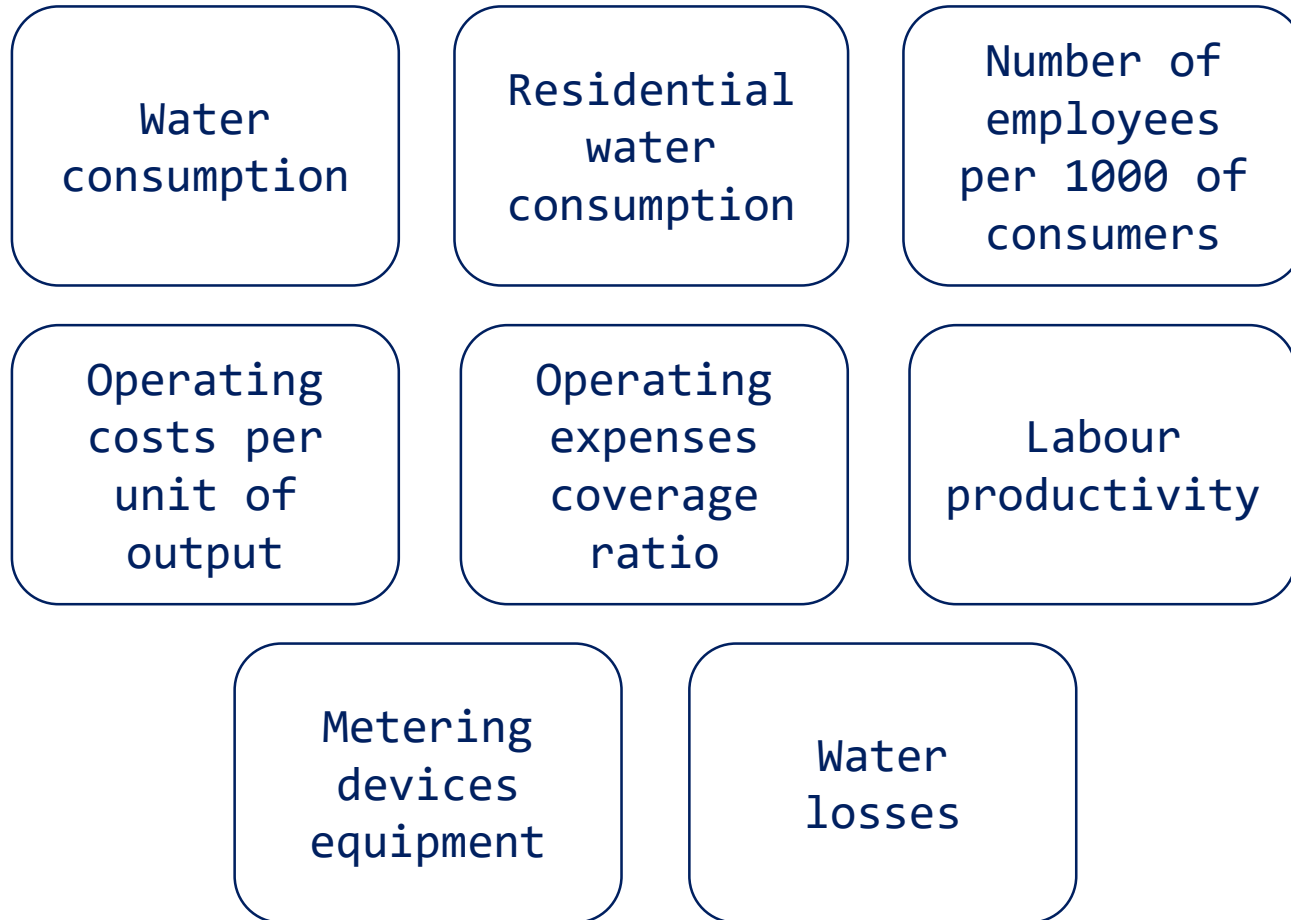 Water
consumption
Residential
water
consumption
Number of
employees
per 1000 of
consumers
Operating
costs per
unit of
output
Operating
expenses
coverage
ratio
Labour
productivity
Metering
devices
equipment
Water
losses